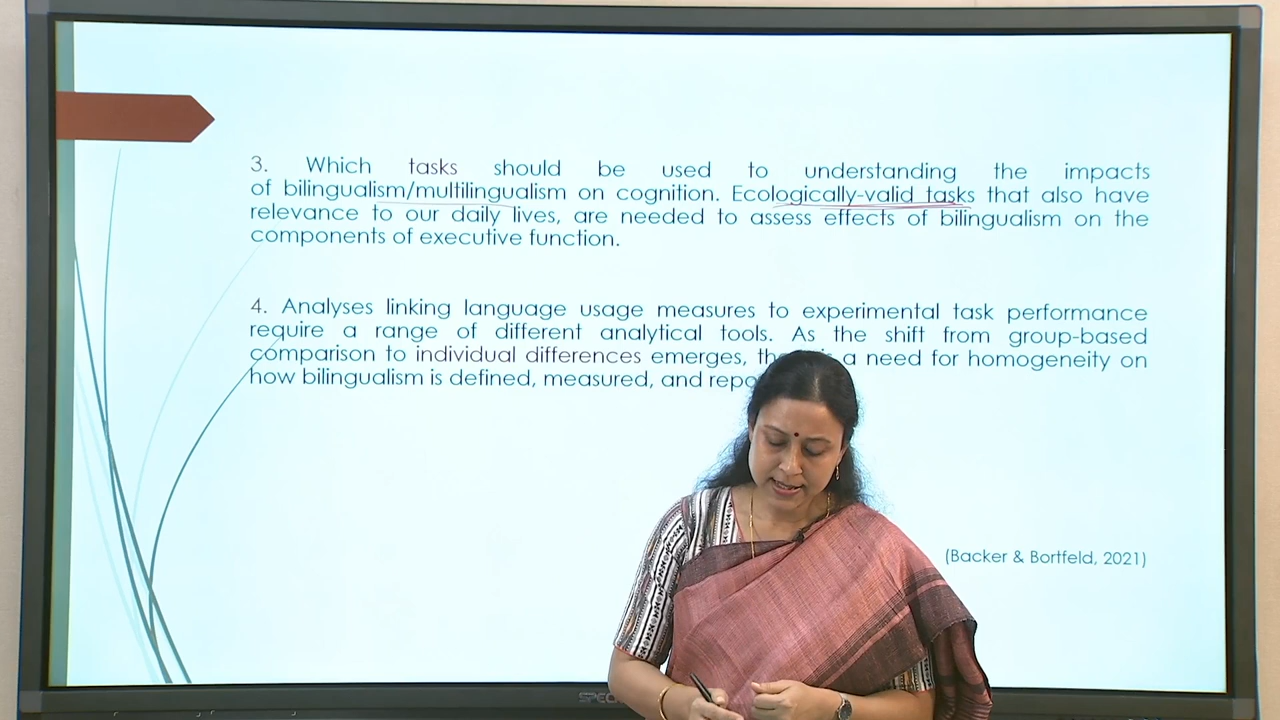 3. Which tasks should be used to understanding the impacts
of bilingualism/multilingualism on cognition. Ecologically-valid tasks that also have
relevance to our daily lives, are needed to assess effects of bilingualism on the
components of executive function.
4. Analyses linking language usage measures to experimental task performance
require a range of different analytical tools. As the shift from group-based
comparison to individual differences emerges, a need for homogeneity on
how bilingualism is defined, measured, and
(Backer & Bortfeld, 2021)